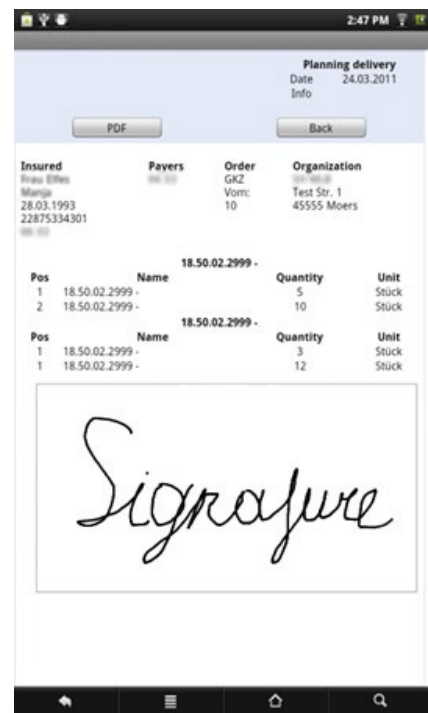 2:47 PM
Planning delivery
Date 24.03.2011
Info
PDF Back
Insured Payers Order Organization
GKZ
Vom: Test Str. 1
28.03.1993 10 45555 Moers
22875334301
18.50.02.2999 -
Pos Name Quantity Unit
1 18.50.02.2999 - 5 Stück
2 18.50.02.2999 - 10 Stück
18.50.02.2999 -
Pos Name Quantity Unit
1 18.50.02.2999 - 3 Stück
1 18.50.02.2999 - 12 Stück
Signature